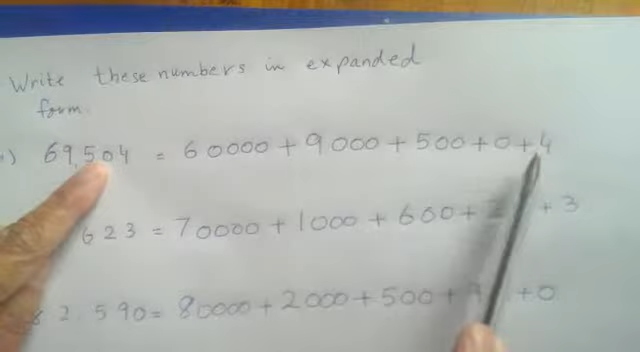 Write these numbers in expanded
form.
) 69,504 = 60000 + 9000 + 500 + 0 + 4
623 = 70000 + 1000 + 600 + + 3
82,590 = 80000 + 2000 + 500 + + 0